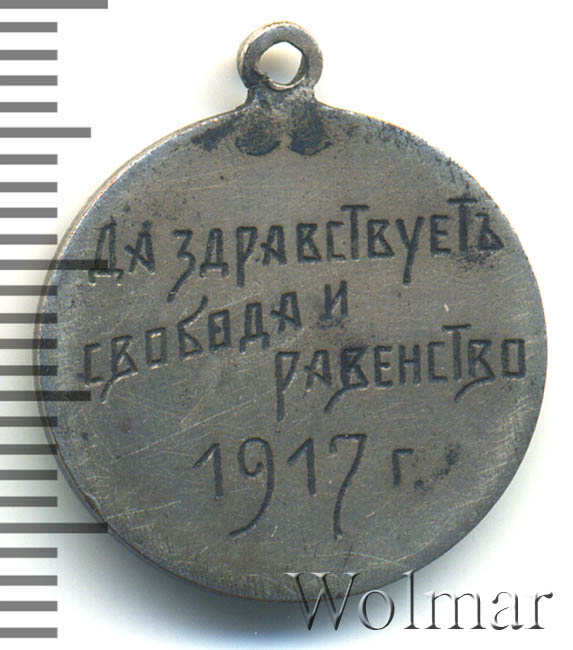 ДА ЗДРАВСТВУЕТЪ
СВОБОДА И
РАВЕНСТВО
1917 г.
Wolmar